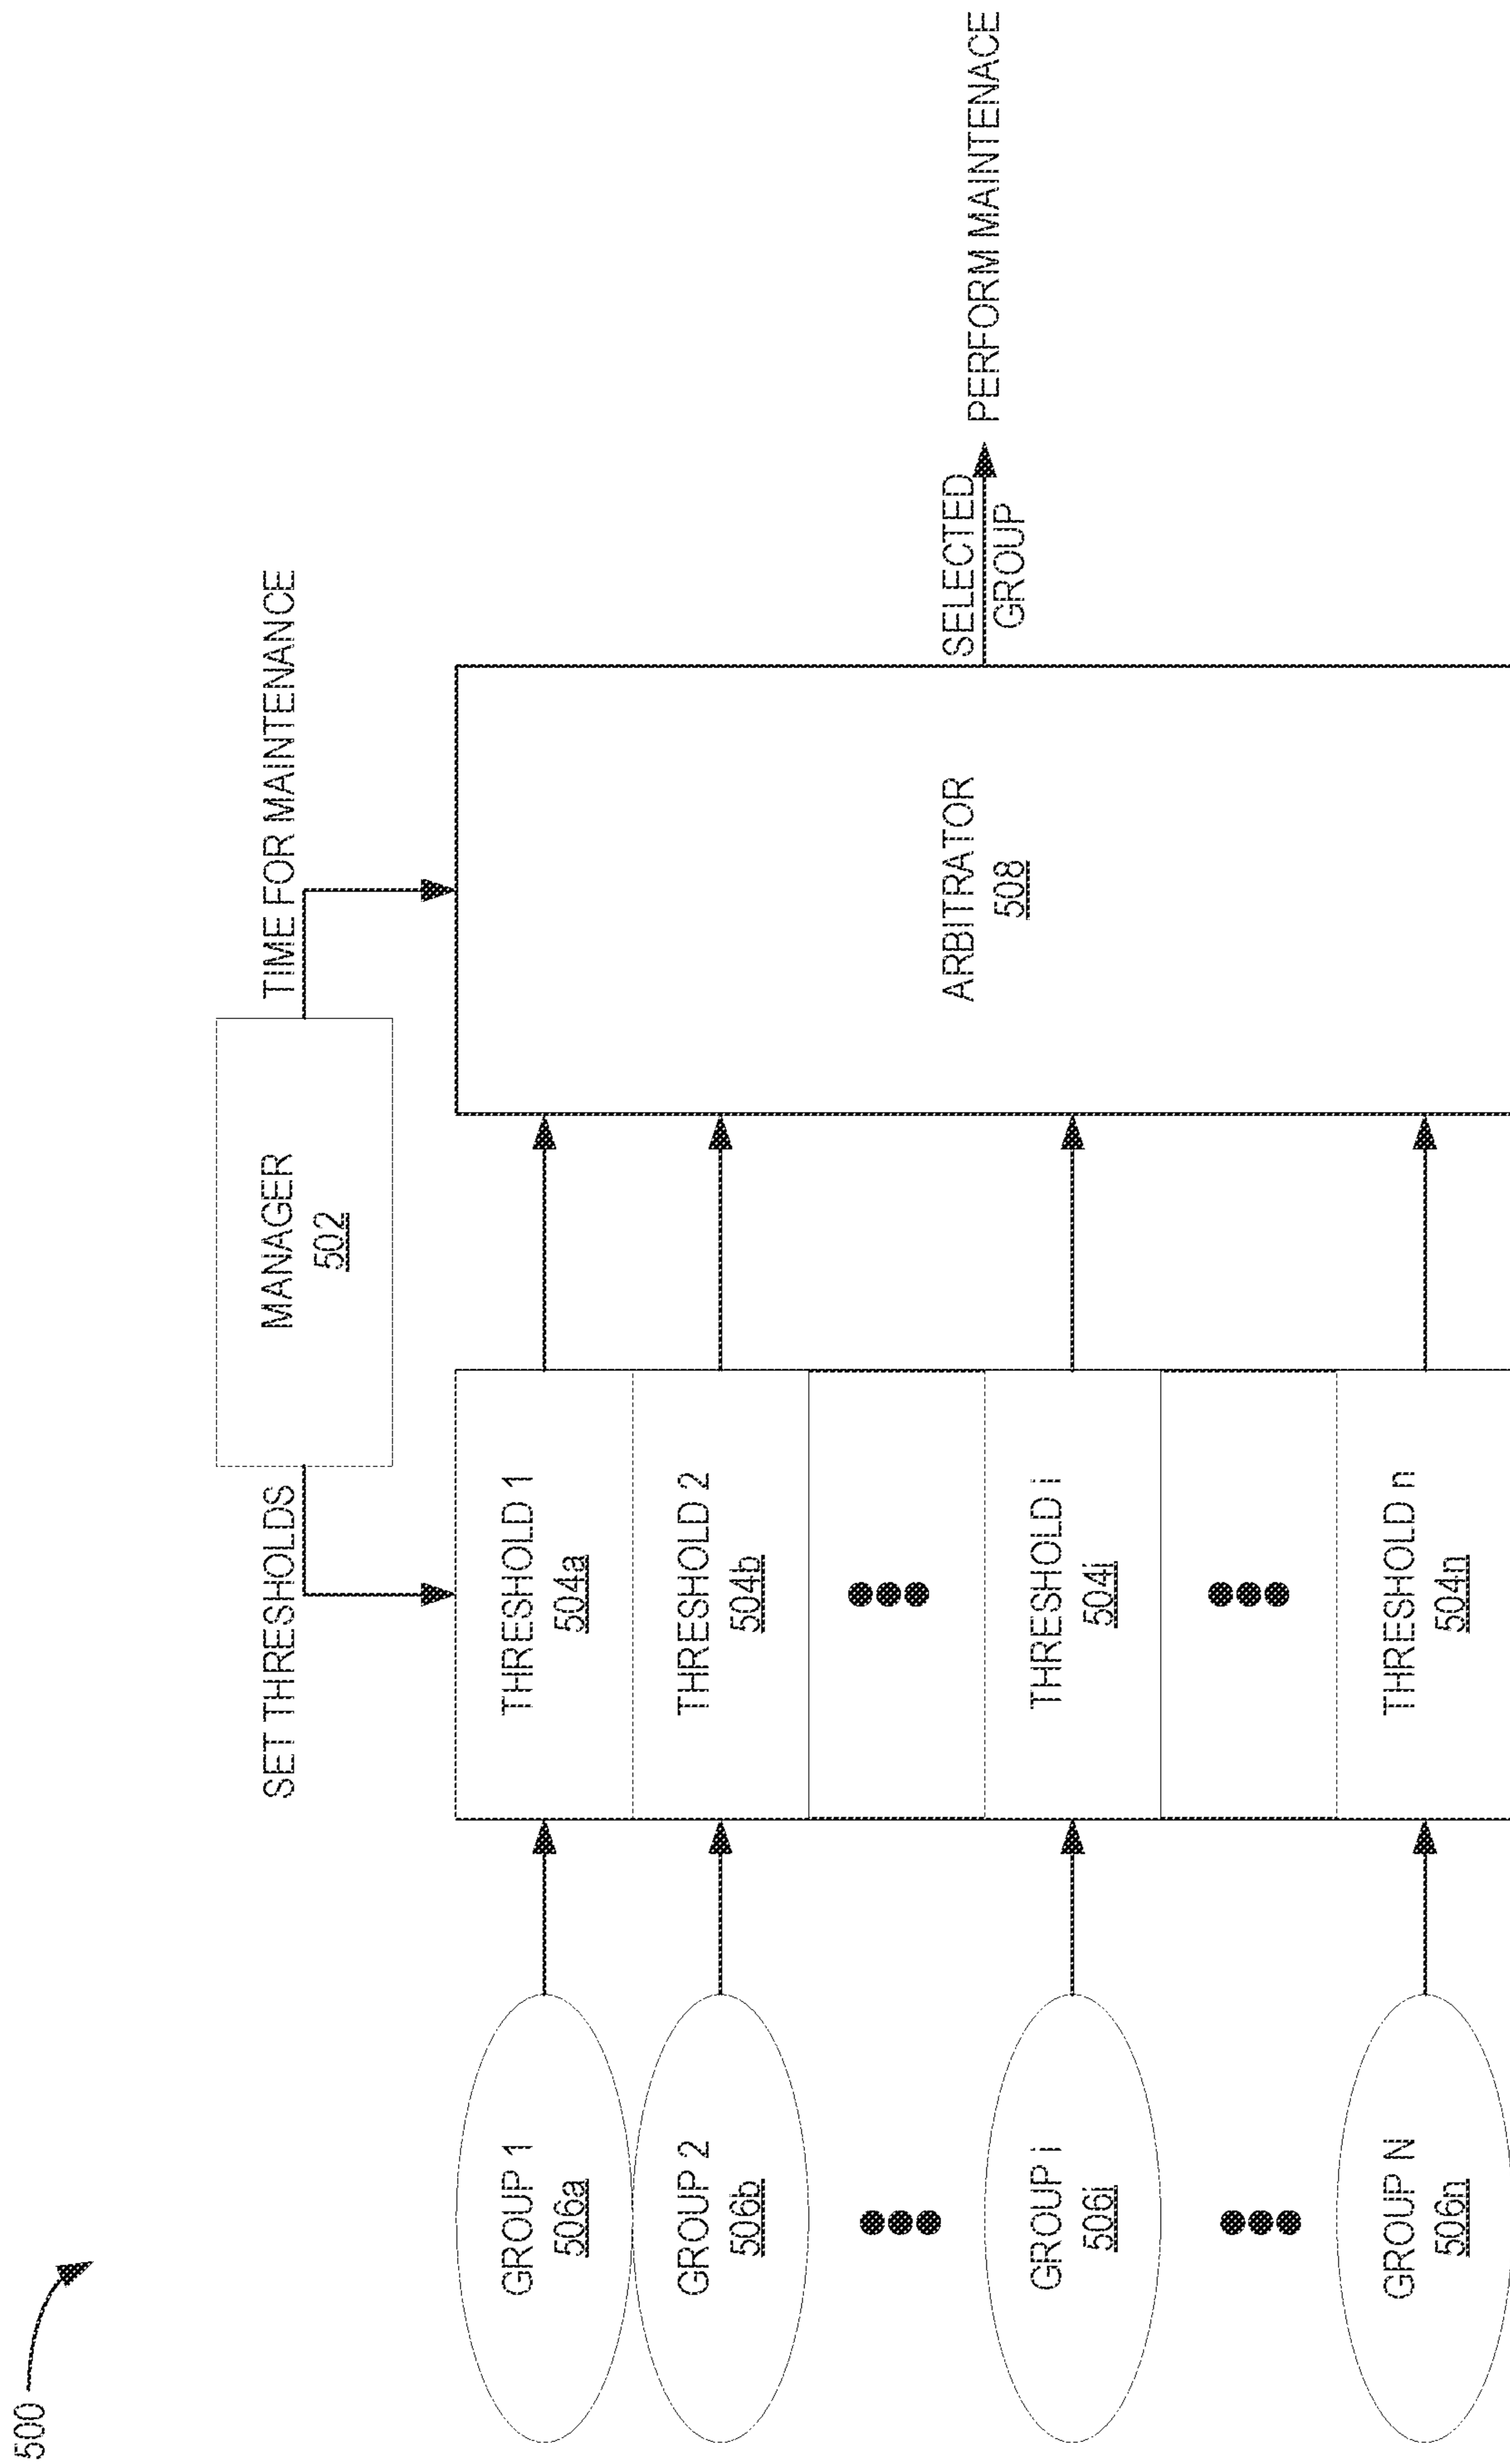 500
SET THRESHOLDS
MANAGER
502
TIME FOR MAINTENANCE
GROUP 1
506a
THRESHOLD 1
504a
GROUP 2
506b
THRESHOLD 2
504b
ARBITRATOR
508
SELECTED
GROUP
PERFORM MAINTENACE
GROUP i
506i
THRESHOLD i
504i
GROUP N
506n
THRESHOLD n
504n